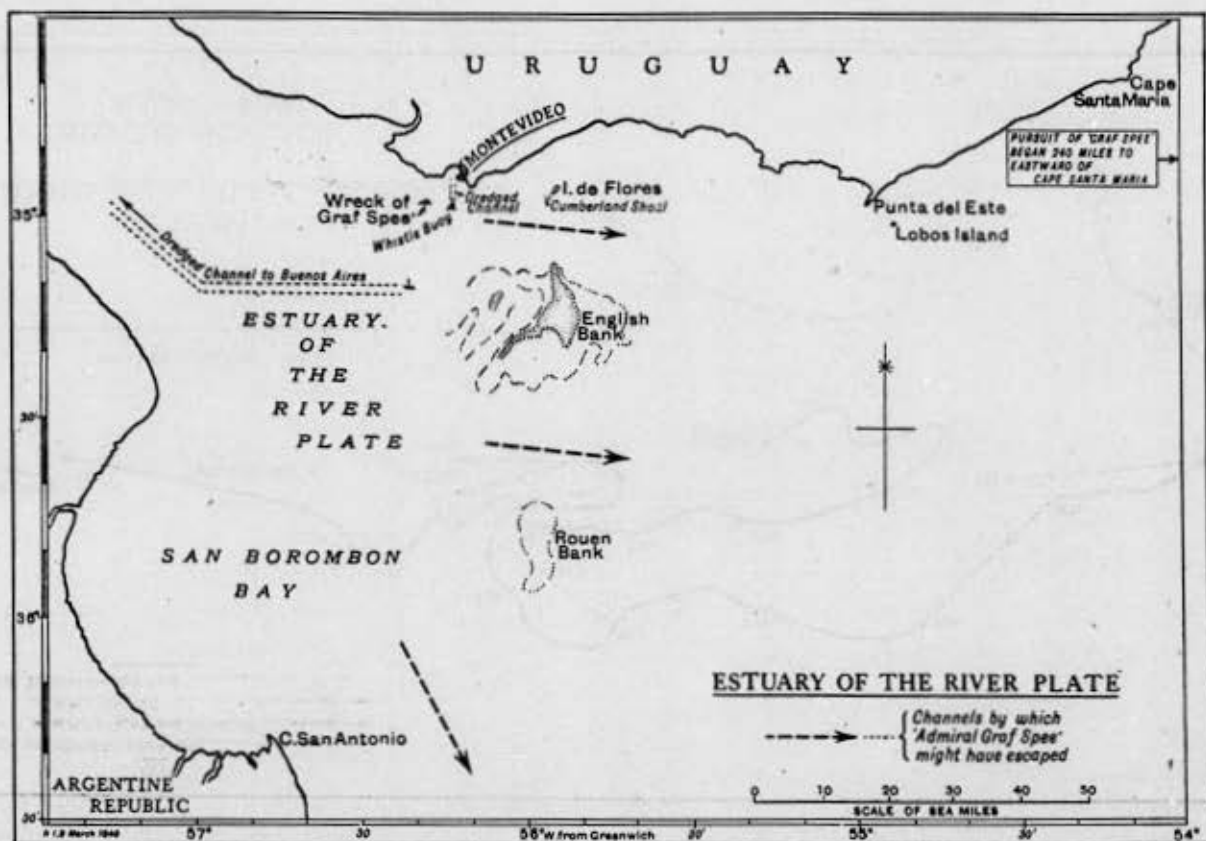 URUGUAY
Cape
Santa Maria
MONTEVIDEO
PURSUIT OF 'GRAF SPEE'
BEGAN 240 MILES TO
EASTWARD OF
CAPE SANTA MARIA
I. de Flores
Cumberland Shoal
Dredged
Channel
Wreck of
'Graf Spee'
Whistle Buoy
Punta del Este
Lobos Island
35°
Dredged Channel to Buenos Aires
ESTUARY
OF
THE
RIVER
PLATE
English
Bank
30'
SAN BOROMBON
BAY
Rouen
Bank
36°
ESTUARY OF THE RIVER PLATE
Channels by which
'Admiral Graf Spee'
might have escaped
C. San Antonio
ARGENTINE
REPUBLIC
0 10 20 30 40 50
SCALE OF SEA MILES
30'
57° 30' 56° W. from Greenwich 30' 55° 30' 54°